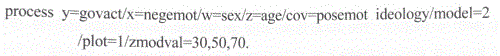 process y=govact/x=negemot/w=sex/z=age/cov=posemot ideology/model=2
/plot=1/zmodval=30,50,70.